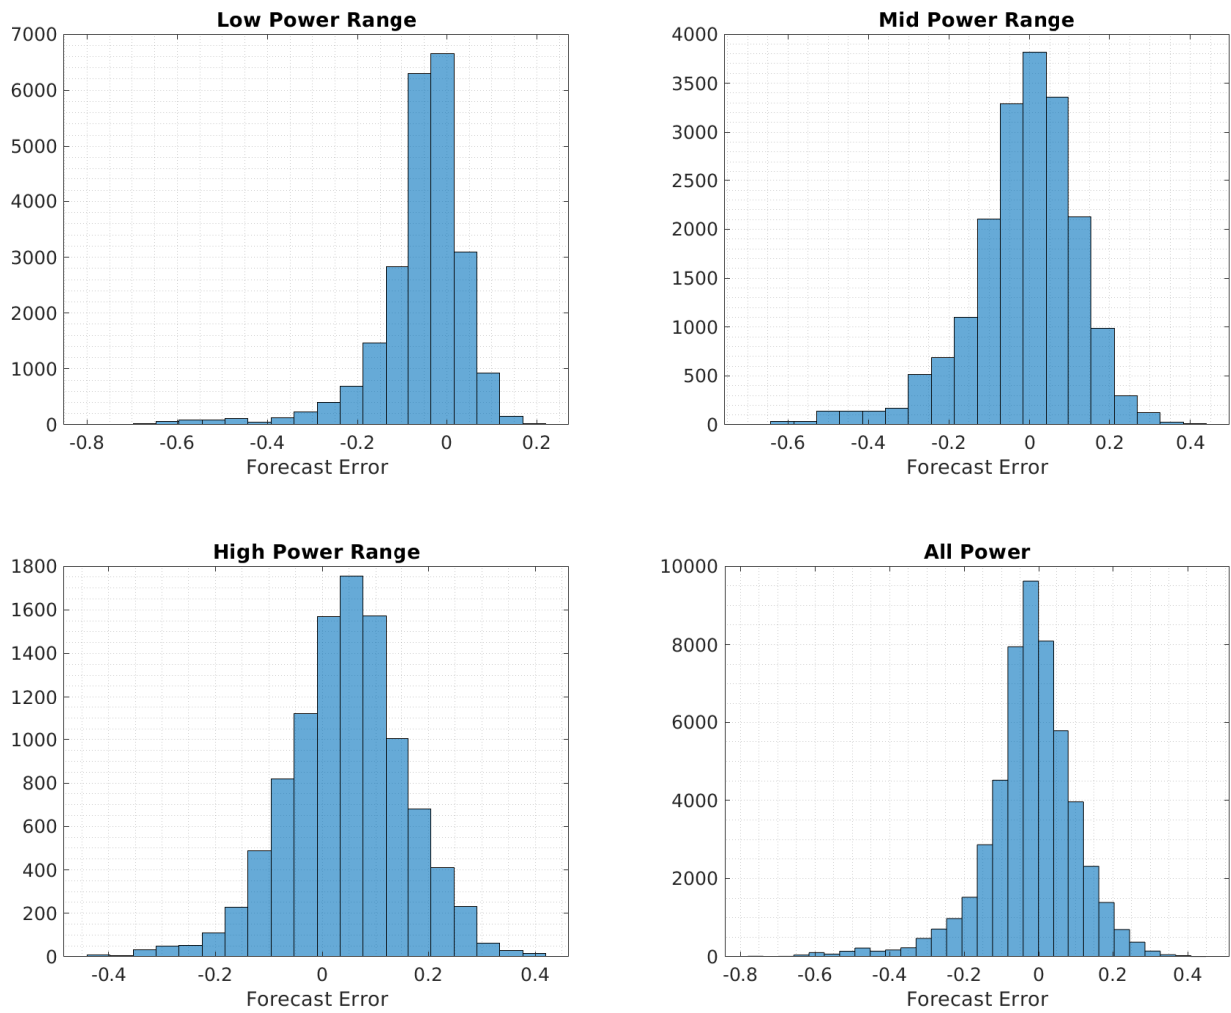 Low Power Range
7000
6000
5000
4000
3000
2000
1000
0
-0.8 -0.6 -0.4 -0.2 0 0.2
Forecast Error
Mid Power Range
4000
3500
3000
2500
2000
1500
1000
500
0
-0.6 -0.4 -0.2 0 0.2 0.4
Forecast Error
High Power Range
1800
1600
1400
1200
1000
800
600
400
200
0
-0.4 -0.2 0 0.2 0.4
Forecast Error
All Power
10000
8000
6000
4000
2000
0
-0.8 -0.6 -0.4 -0.2 0 0.2 0.4
Forecast Error